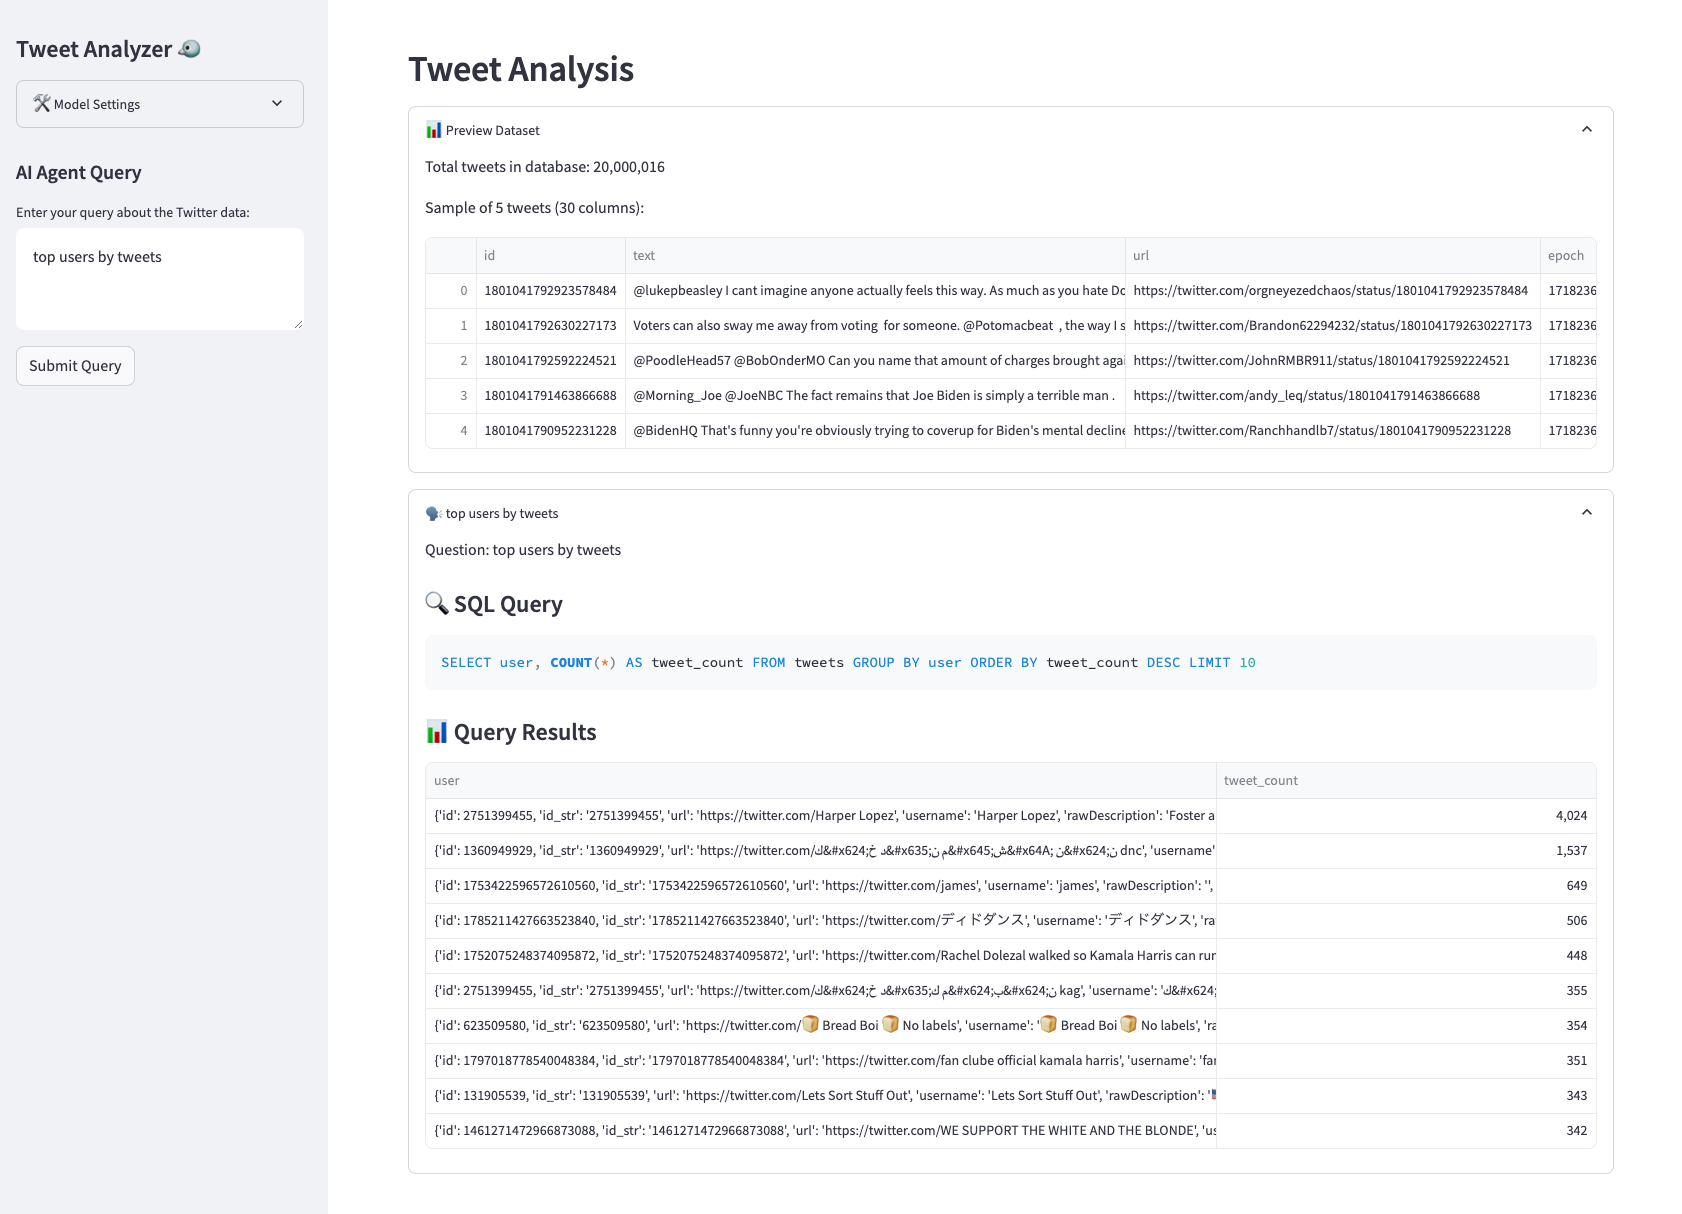 Tweet Analyzer 🐦
🛠️ Model Settings
AI Agent Query
Enter your query about the Twitter data:
top users by tweets
Submit Query
Tweet Analysis
📊 Preview Dataset
Total tweets in database: 20,000,016
Sample of 5 tweets (30 columns):
id text url epoch
0 1801041792923578484 @lukepbeasley I cant imagine anyone actually feels this way. As much as you hate Do https://twitter.com/orgneyezedchaos/status/1801041792923578484 1718236
1 1801041792630227173 Voters can also sway me away from voting for someone. @Potomacbeat , the way I s https://twitter.com/Brandon62294232/status/1801041792630227173 1718236
2 1801041792592224521 @PoodleHead57 @BobOnderMO Can you name that amount of charges brought agai https://twitter.com/JohnRMBR911/status/1801041792592224521 1718236
3 1801041791463866688 @Morning_Joe @JoeNBC The fact remains that Joe Biden is simply a terrible man . https://twitter.com/andy_leq/status/1801041791463866688 1718236
4 1801041790952231228 @BidenHQ That's funny you're obviously trying to coverup for Biden's mental decline https://twitter.com/Ranchhandlb7/status/1801041790952231228 1718236
🗣️ top users by tweets
Question: top users by tweets
🔍 SQL Query
SELECT user, COUNT(*) AS tweet_count FROM tweets GROUP BY user ORDER BY tweet_count DESC LIMIT 10
📊 Query Results
user tweet_count
{'id': 2751399455, 'id_str': '2751399455', 'url': 'https://twitter.com/Harper Lopez', 'username': 'Harper Lopez', 'rawDescription': 'Foster a 4,024
{'id': 1360949929, 'id_str': '1360949929', 'url': 'https://twitter.com/ك&#x624;د خ&#x635;م ن&#x645;ش&#x64A; ن&#x624;ن dnc', 'username' 1,537
{'id': 1753422596572610560, 'id_str': '1753422596572610560', 'url': 'https://twitter.com/james', 'username': 'james', 'rawDescription': '', 649
{'id': 1785211427663523840, 'id_str': '1785211427663523840', 'url': 'https://twitter.com/ディドダンス', 'username': 'ディドダンス', 'ra 506
{'id': 1752075248374095872, 'id_str': '1752075248374095872', 'url': 'https://twitter.com/Rachel Dolezal walked so Kamala Harris can run 448
{'id': 2751399455, 'id_str': '2751399455', 'url': 'https://twitter.com/ك&#x624;د خ&#x635;م ك&#x624;ب&#x624;ن kag', 'username': 'ك&#x624; 355
{'id': 623509580, 'id_str': '623509580', 'url': 'https://twitter.com/🍞 Bread Boi 🍞 No labels', 'username': '🍞 Bread Boi 🍞 No labels', 'ra 354
{'id': 1797018778540048384, 'id_str': '1797018778540048384', 'url': 'https://twitter.com/fan clube official kamala harris', 'username': 'fan 351
{'id': 131905539, 'id_str': '131905539', 'url': 'https://twitter.com/Lets Sort Stuff Out', 'username': 'Lets Sort Stuff Out', 'rawDescription': ' 343
{'id': 1461271472966873088, 'id_str': '1461271472966873088', 'url': 'https://twitter.com/WE SUPPORT THE WHITE AND THE BLONDE', 'us 342